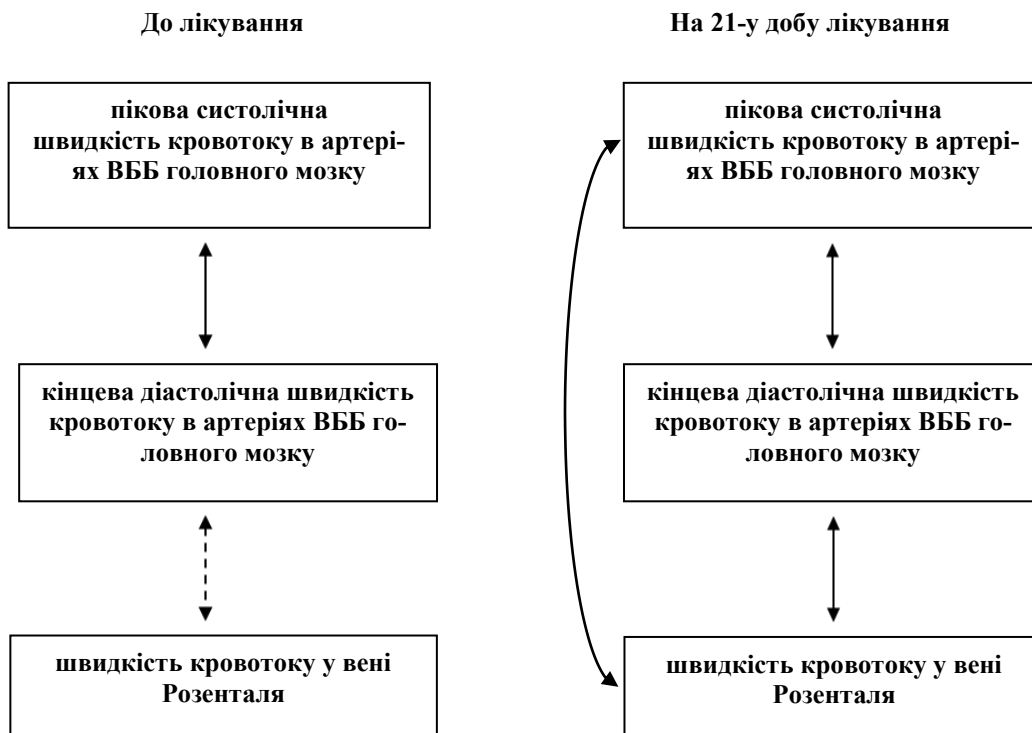 До лікування
пікова систолічна
швидкість кровотоку в артері-
ях ВББ головного мозку
кінцева діастолічна швидкість
кровотоку в артеріях ВББ го-
ловного мозку
швидкість кровотоку у вені
Розенталя
На 21-у добу лікування
пікова систолічна
швидкість кровотоку в артері-
ях ВББ головного мозку
кінцева діастолічна швидкість
кровотоку в артеріях ВББ го-
ловного мозку
швидкість кровотоку у вені
Розенталя